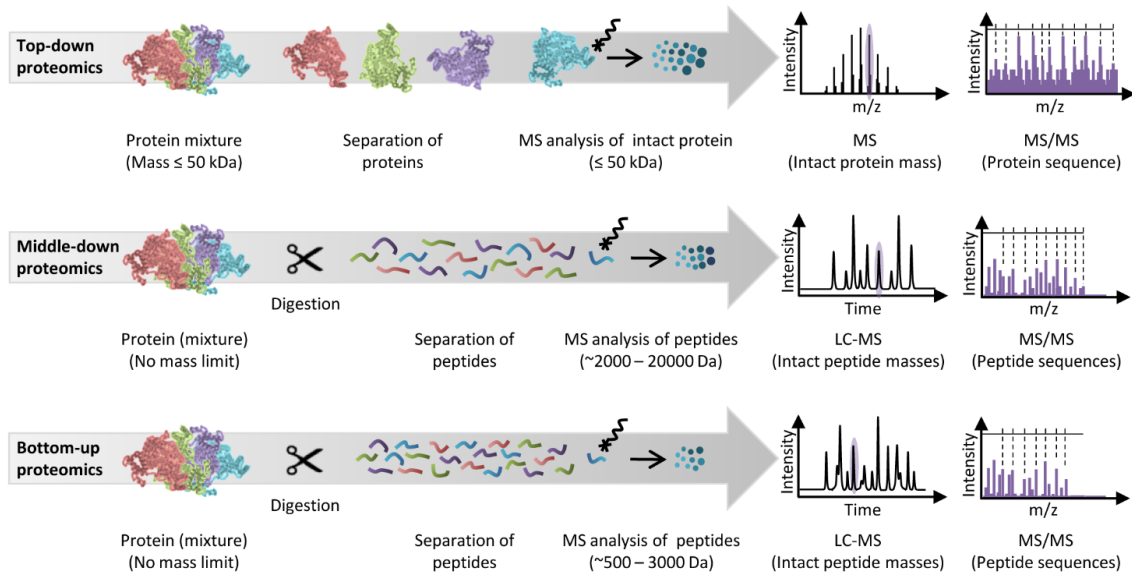 Top-down
proteomics
Protein mixture
(Mass ≤ 50 kDa)
Separation of
proteins
MS analysis of intact protein
(≤ 50 kDa)
Intensity
m/z
MS
(Intact protein mass)
Intensity
m/z
MS/MS
(Protein sequence)
Middle-down
proteomics
Digestion
Protein (mixture)
(No mass limit)
Separation of
peptides
MS analysis of peptides
(~2000 – 20000 Da)
Intensity
Time
LC-MS
(Intact peptide masses)
Intensity
m/z
MS/MS
(Peptide sequences)
Bottom-up
proteomics
Digestion
Protein (mixture)
(No mass limit)
Separation of
peptides
MS analysis of  peptides
(~500 – 3000 Da)
Intensity
Time
LC-MS
(Intact peptide masses)
Intensity
m/z
MS/MS
(Peptide sequences)